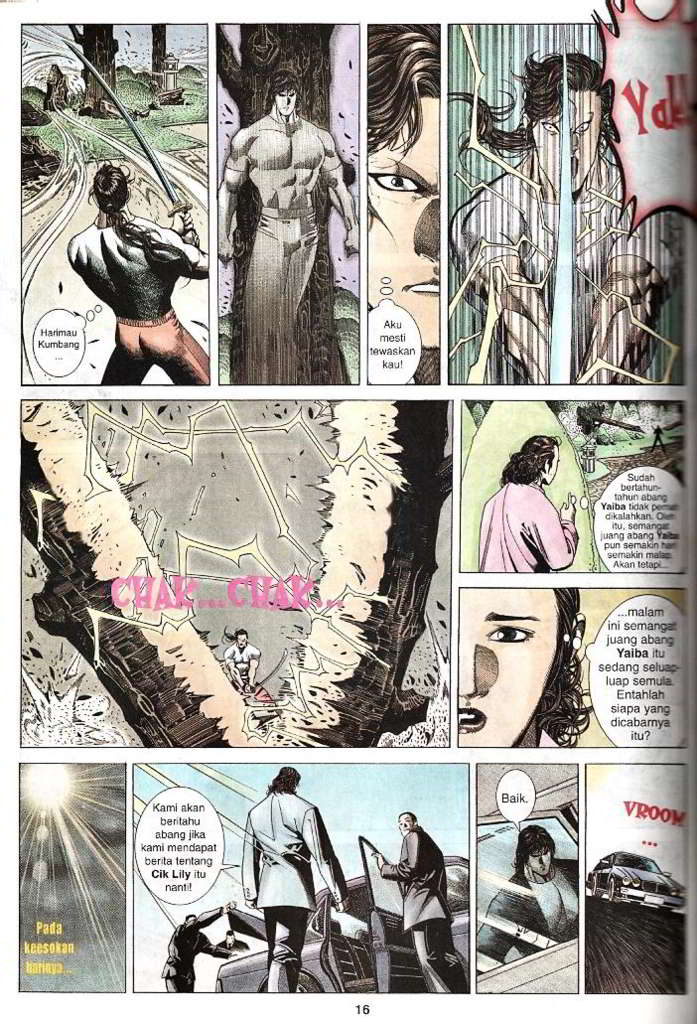 Harimau
Kumbang
...
Aku
mesti
tewaskan
kau!
CHAK...CHAK...
Sudah
bertahun-
tahun abang
Yaiba tidak pernah
dikalahkan. Oleh
itu, semangat
juang abang Yaiba
pun semakin hari
semakin malap.
Akan tetapi...
...malam
ini semangat
juang abang
Yaiba itu
sedang seluap-
luap semula.
Entahlah
siapa yang
dicabarnya
itu?
Pada
keesokan
harinya...
Kami akan
beritahu
abang jika
kami mendapat
berita tentang
Cik Lily itu
nanti!
Baik.
VROOM
...
16